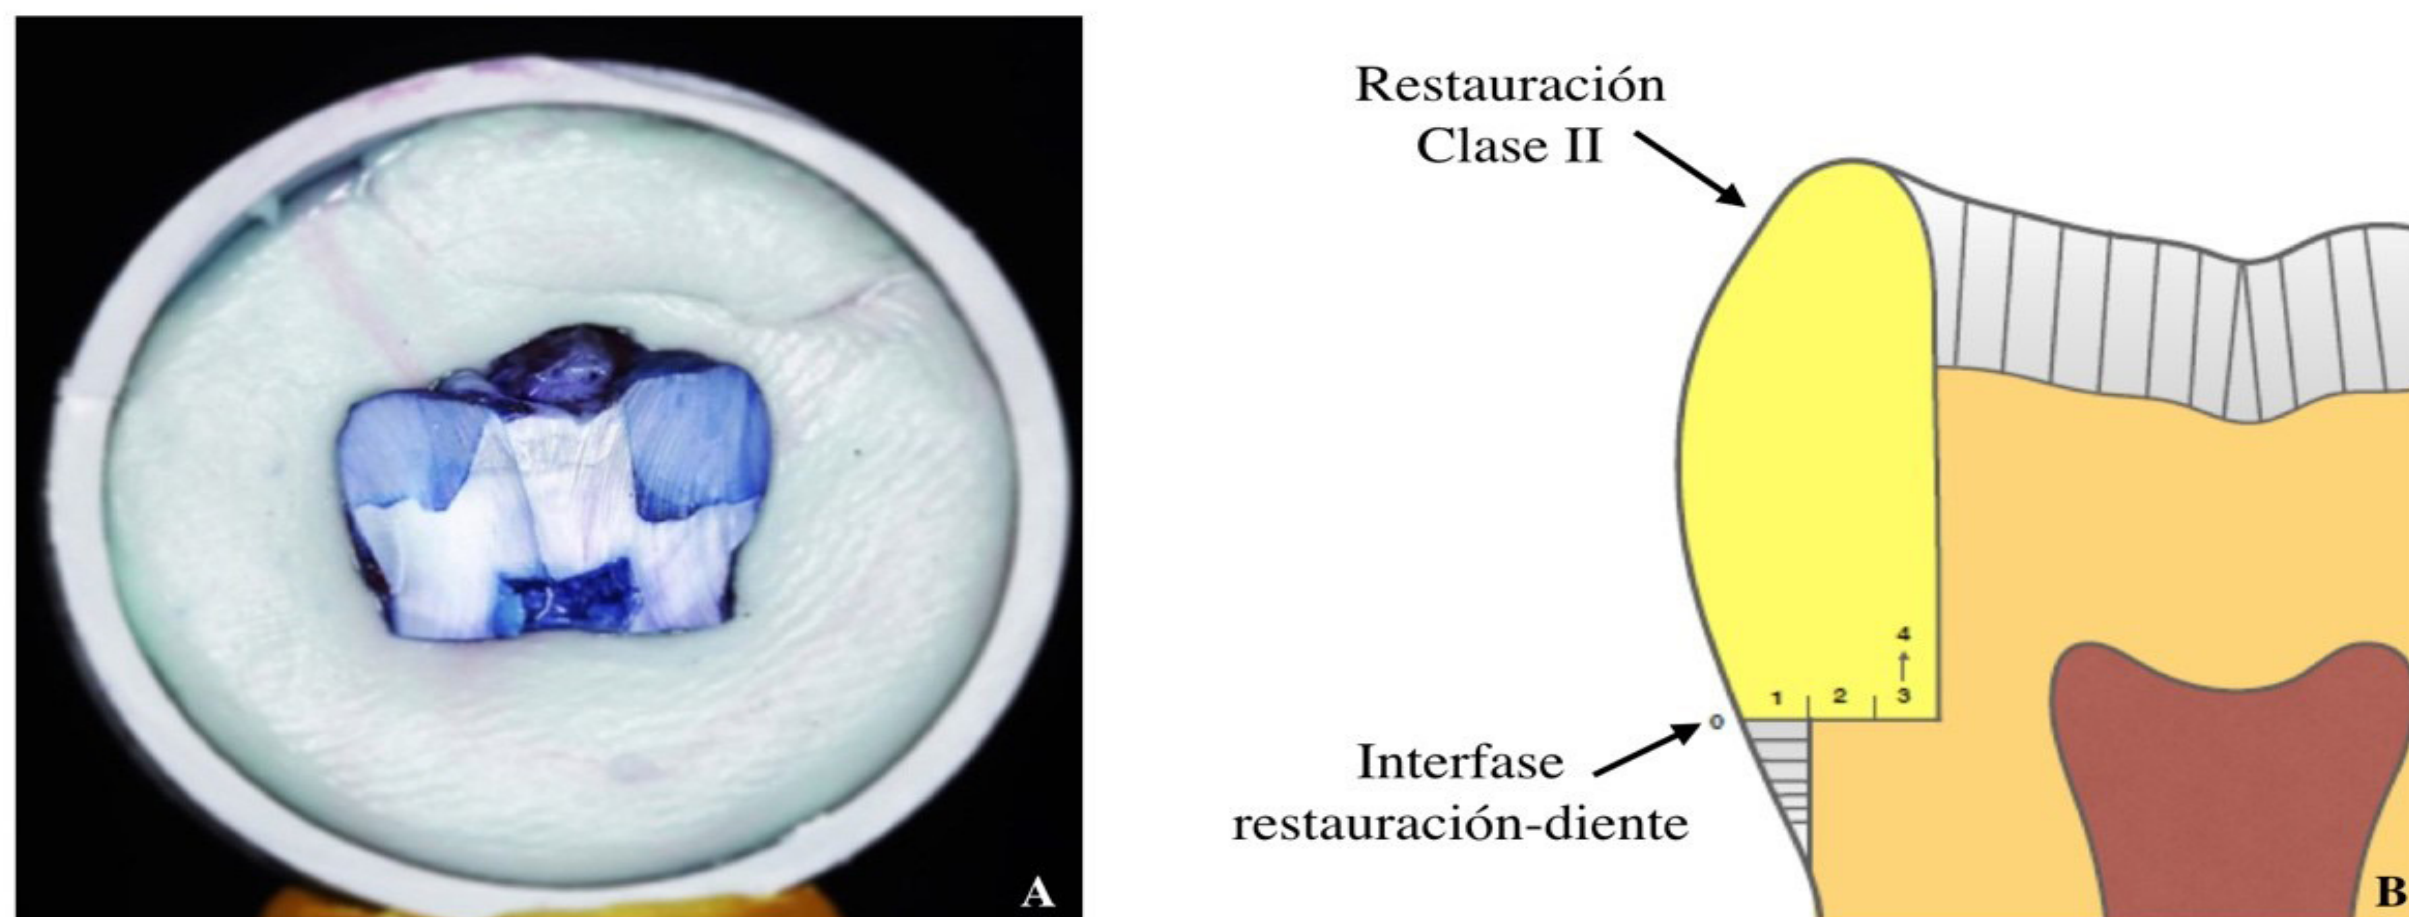 Restauración
Clase II
4
1 2 3
0
Interfase
restauración-diente
A
B